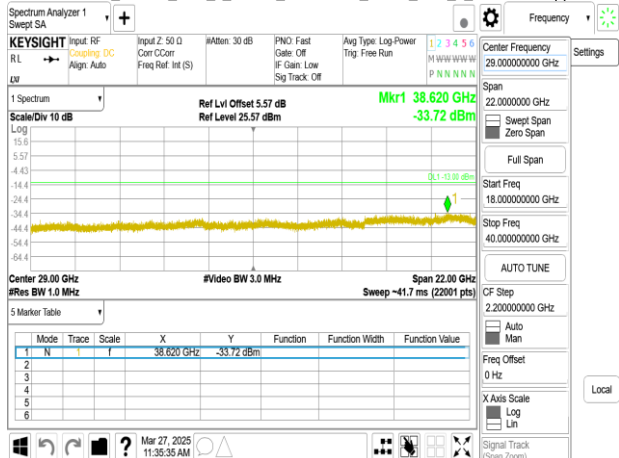 Spectrum Analyzer 1
Swept SA
+
Frequency
Settings
KEYSIGHT
RL
LXI
Input: RF
Coupling: DC
Align: Auto
Input Z: 50 Ω
Corr CCorr
Freq Ref: Int (S)
#Atten: 30 dB
PNO: Fast
Gate: Off
IF Gain: Low
Sig Track: Off
Avg Type: Log-Power
Trig: Free Run
1 2 3 4 5 6
M W W W W W
P N N N N N
1 Spectrum
Scale/Div 10 dB
Ref Lvl Offset 5.57 dB
Ref Level 25.57 dBm
Mkr1 38.620 GHz
-33.72 dBm
Log
15.6
5.57
-4.43
-14.4
-24.4
-34.4
-44.4
-54.4
-64.4
DL1 -13.00 dBm
1
Center 29.00 GHz
#Res BW 1.0 MHz
#Video BW 3.0 MHz
Span 22.00 GHz
Sweep ~41.7 ms (22001 pts)
5 Marker Table
Mode Trace Scale X Y Function Function Width Function Value
1 N 1 f 38.620 GHz -33.72 dBm
2
3
4
5
6
Mar 27, 2025
11:35:35 AM
?
Center Frequency
29.000000000 GHz
Span
22.0000000 GHz
Swept Span
Zero Span
Full Span
Start Freq
18.000000000 GHz
Stop Freq
40.000000000 GHz
AUTO TUNE
CF Step
2.200000000 GHz
Auto
Man
Freq Offset
0 Hz
X Axis Scale
Log
Lin
Signal Track
(Span Zoom)
Local